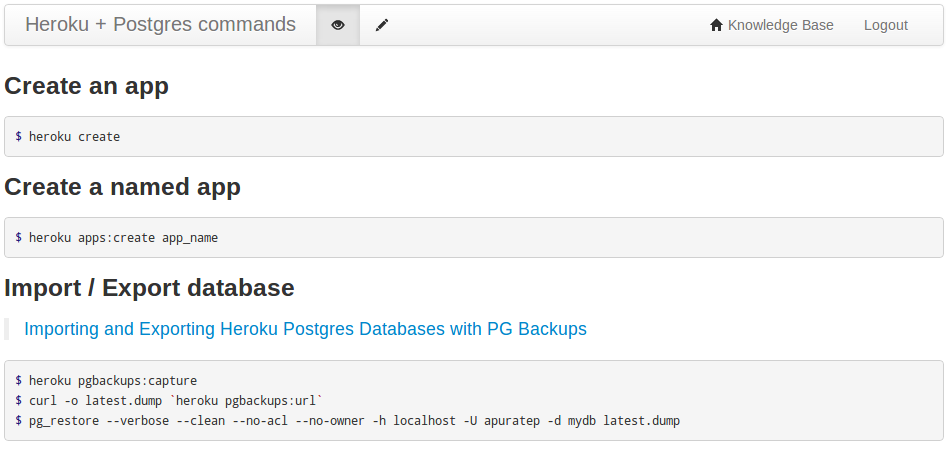 Heroku + Postgres commands Knowledge Base Logout
Create an app
$ heroku create
Create a named app
$ heroku apps:create app_name
Import / Export database
Importing and Exporting Heroku Postgres Databases with PG Backups
$ heroku pgbackups:capture
$ curl -o latest.dump `heroku pgbackups:url`
$ pg_restore --verbose --clean --no-acl --no-owner -h localhost -U apuratep -d mydb latest.dump